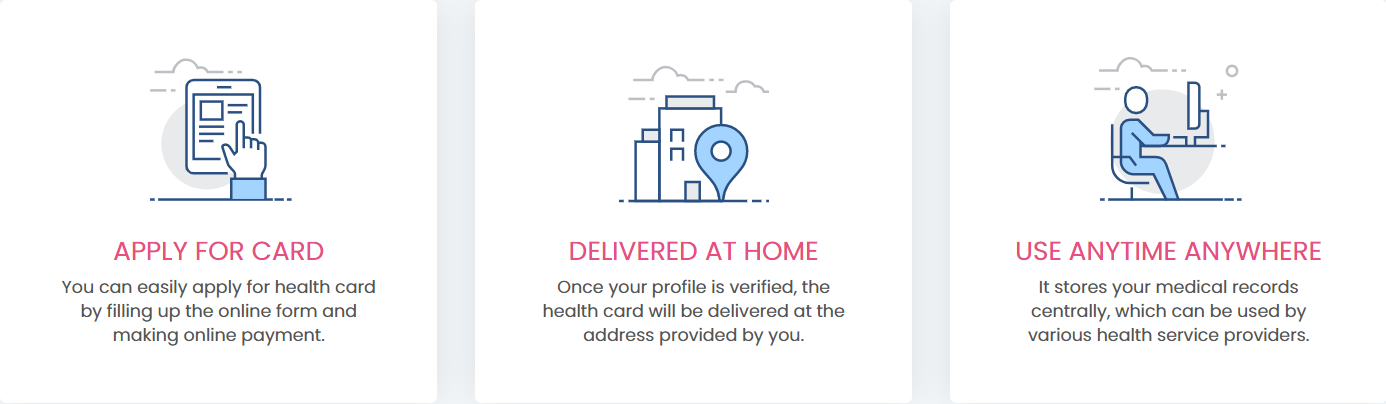 APPLY FOR CARD
You can easily apply for health card
by filling up the online form and
making online payment.
DELIVERED AT HOME
Once your profile is verified, the
health card will be delivered at the
address provided by you.
USE ANYTIME ANYWHERE
It stores your medical records
centrally, which can be used by
various health service providers.